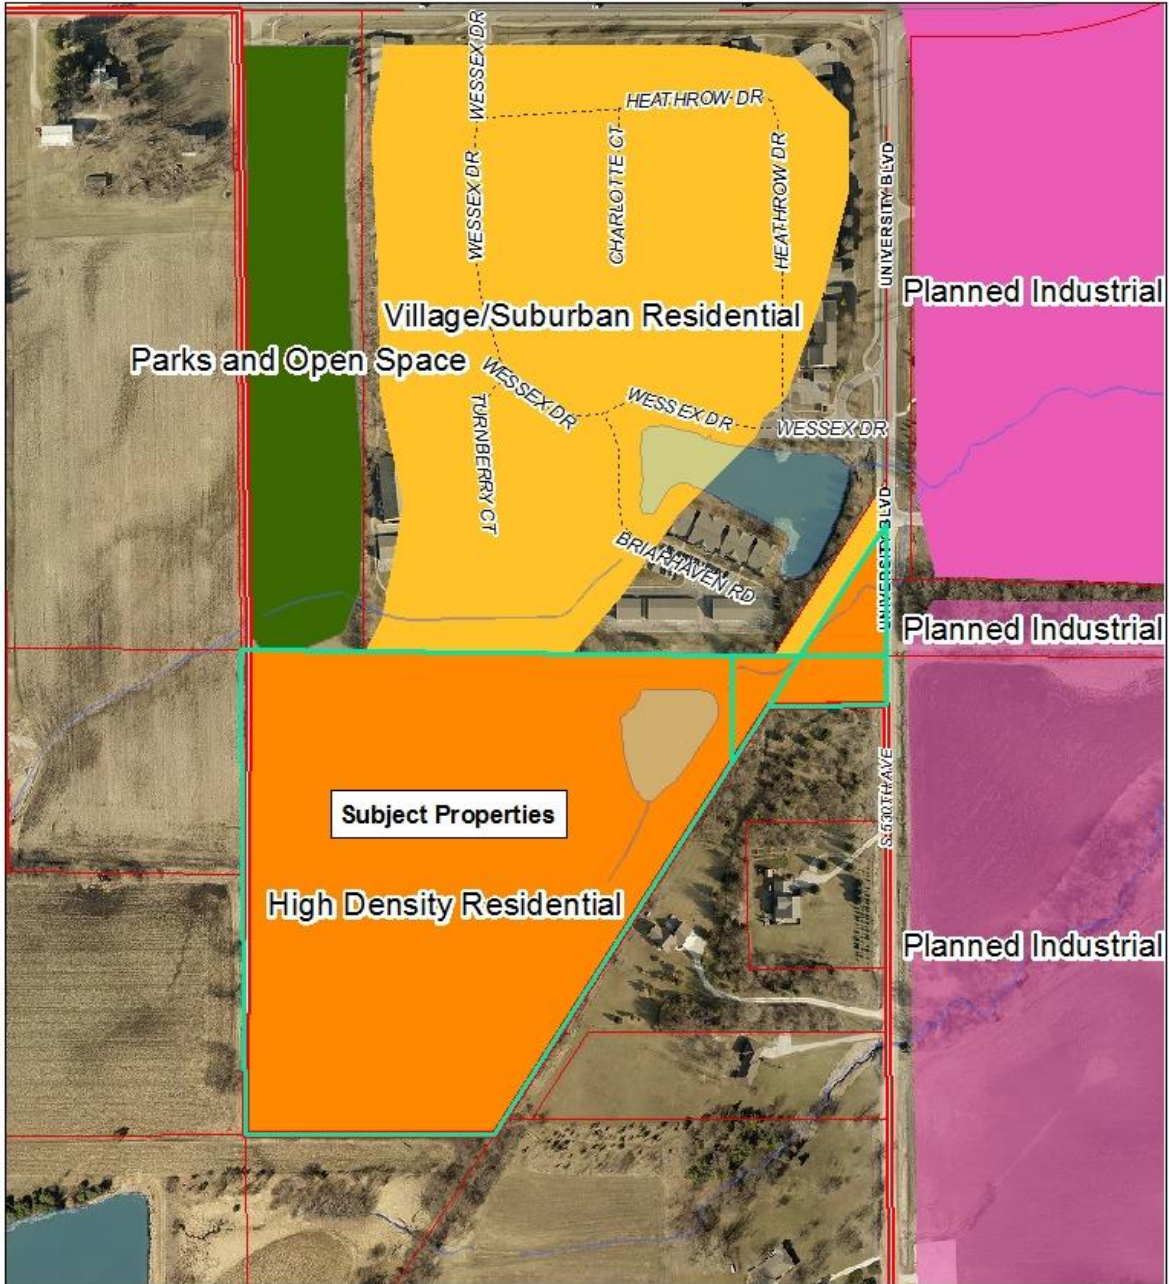 WESSEX DR
HEATHROW DR
WESSEX DR
CHARLOTTE CT
HEATHROW DR
UNIVERSITY BLVD
Planned Industrial
Village/Suburban Residential
Parks and Open Space
WESSEX DR
WESSEX DR
WESSEX DR
TURNBERRY CT
UNIVERSITY BLVD
BRIARHAVEN RD
Planned Industrial
S 530TH AVE
Subject Properties
High Density Residential
Planned Industrial